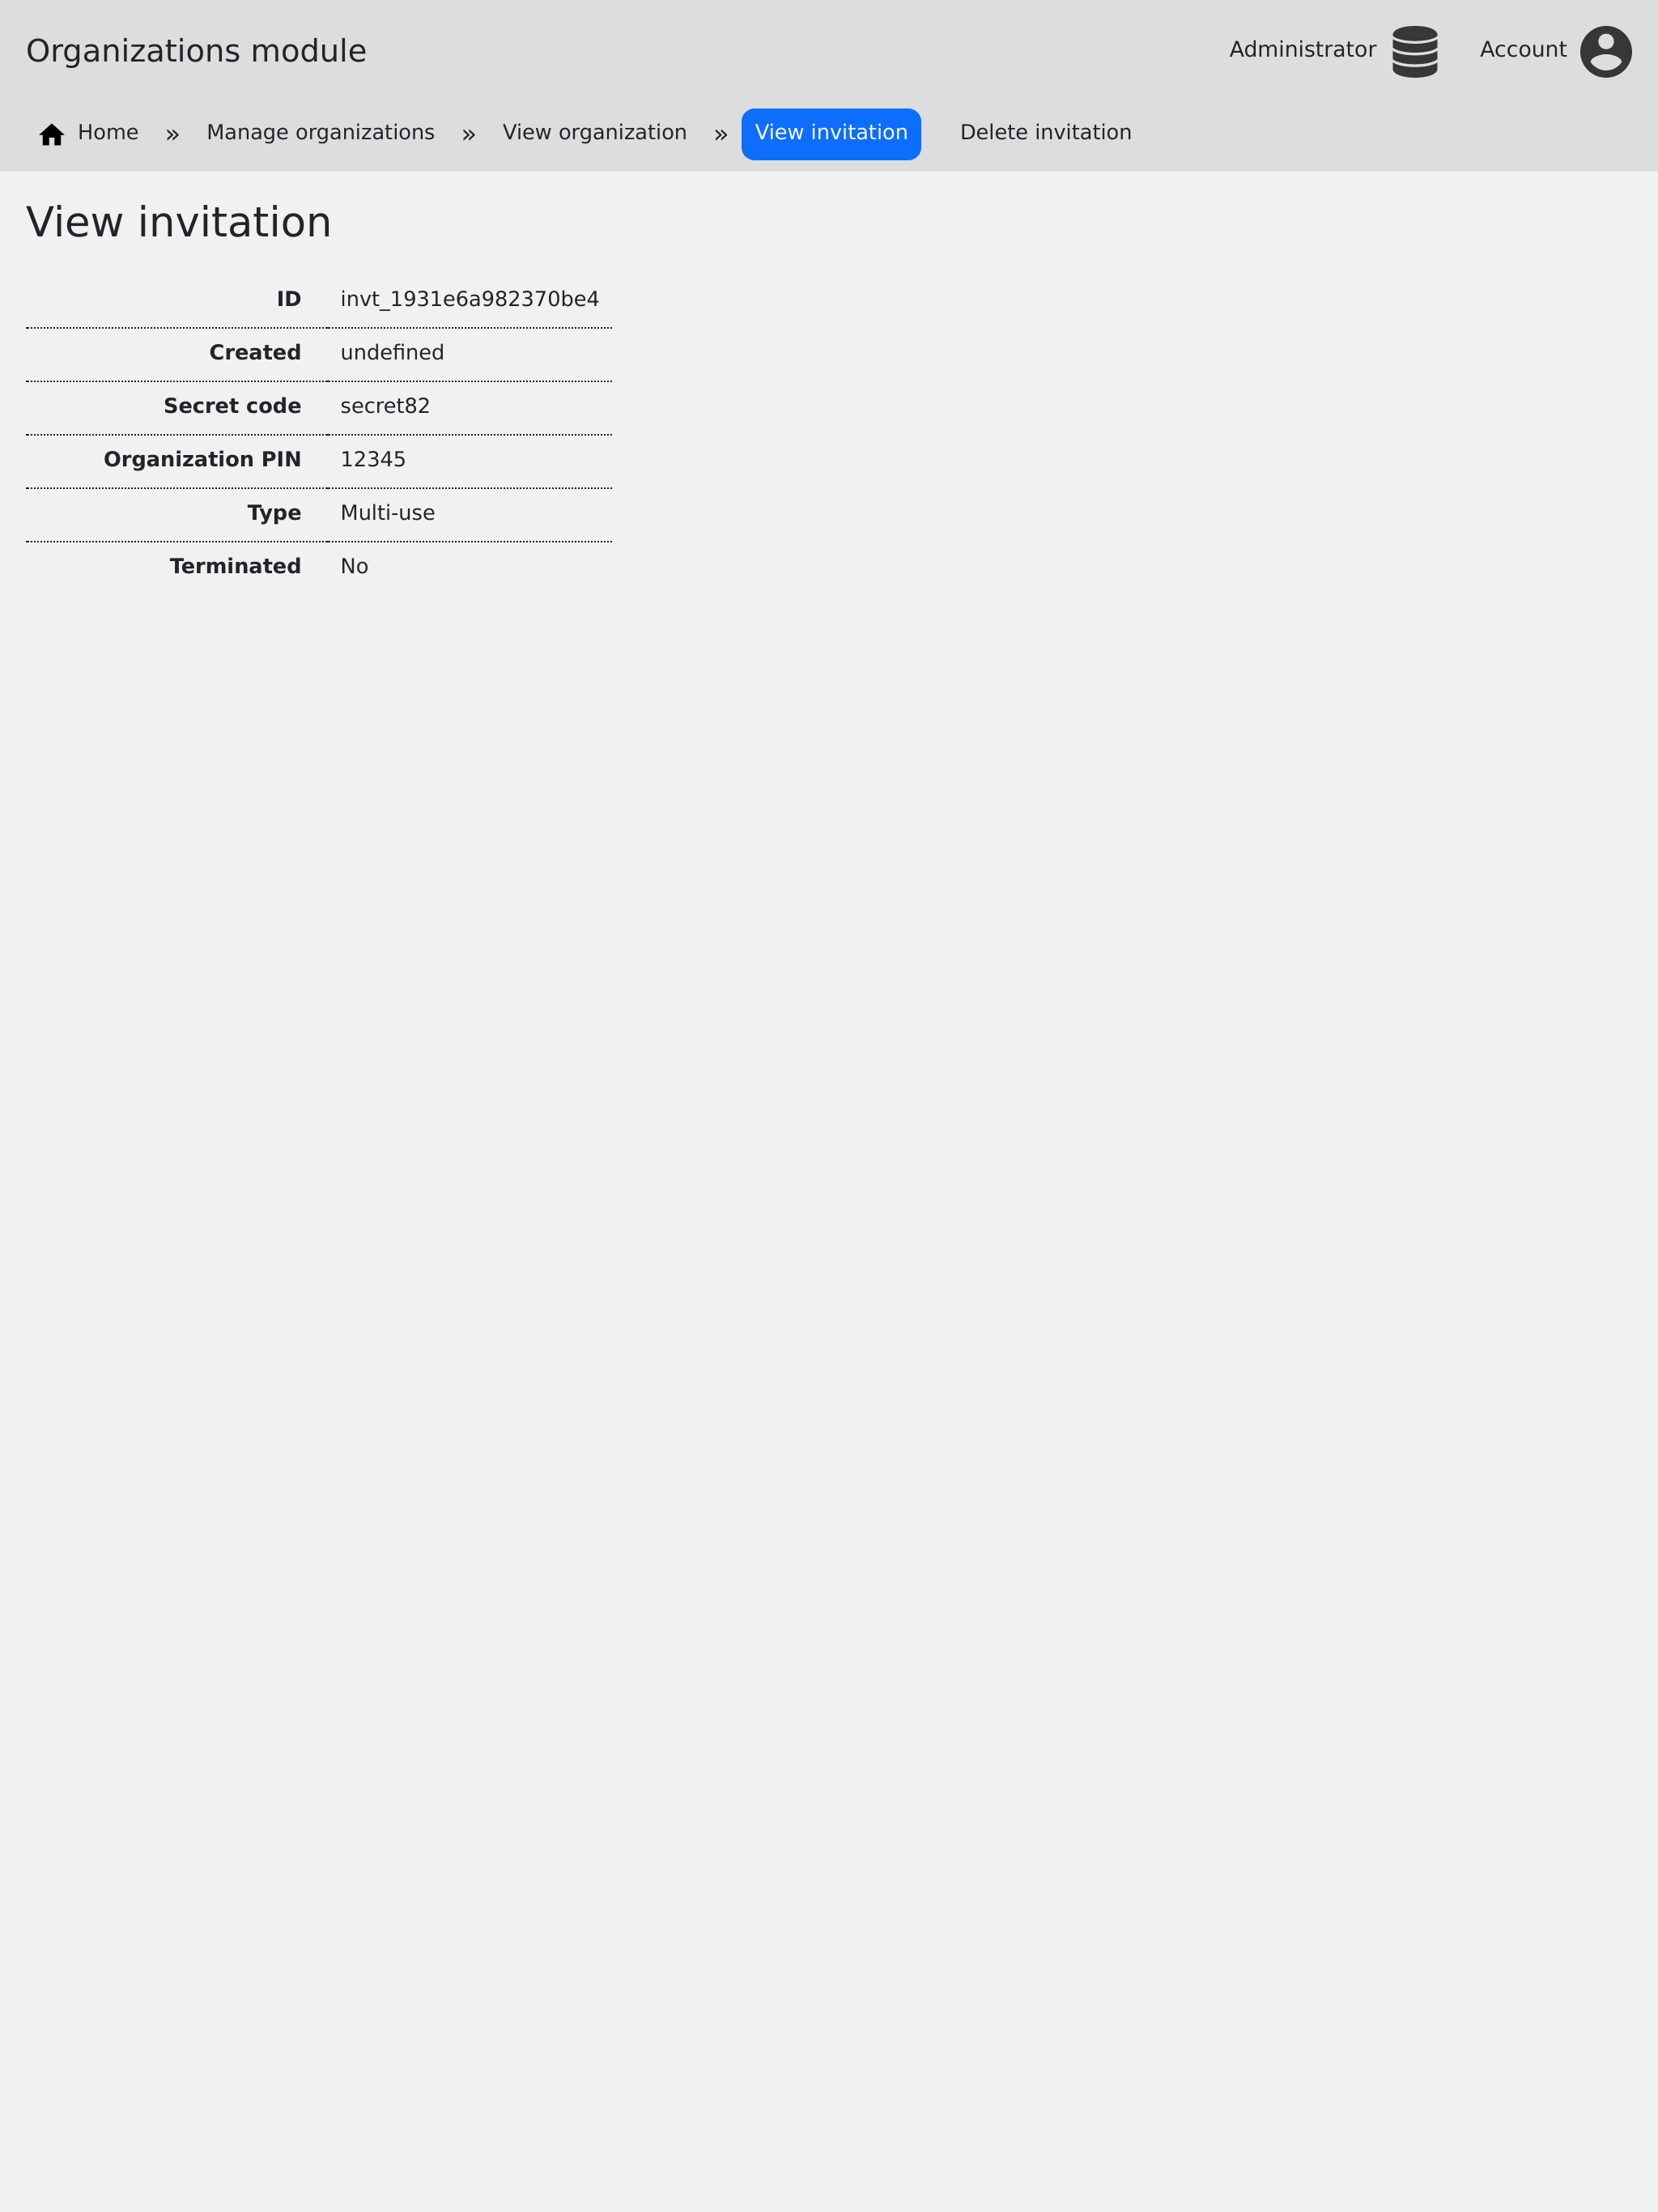 Organizations module Administrator Account
Home » Manage organizations » View organization » View invitation Delete invitation
View invitation
ID invt_1931e6a982370be4
Created undefined
Secret code secret82
Organization PIN 12345
Type Multi-use
Terminated No